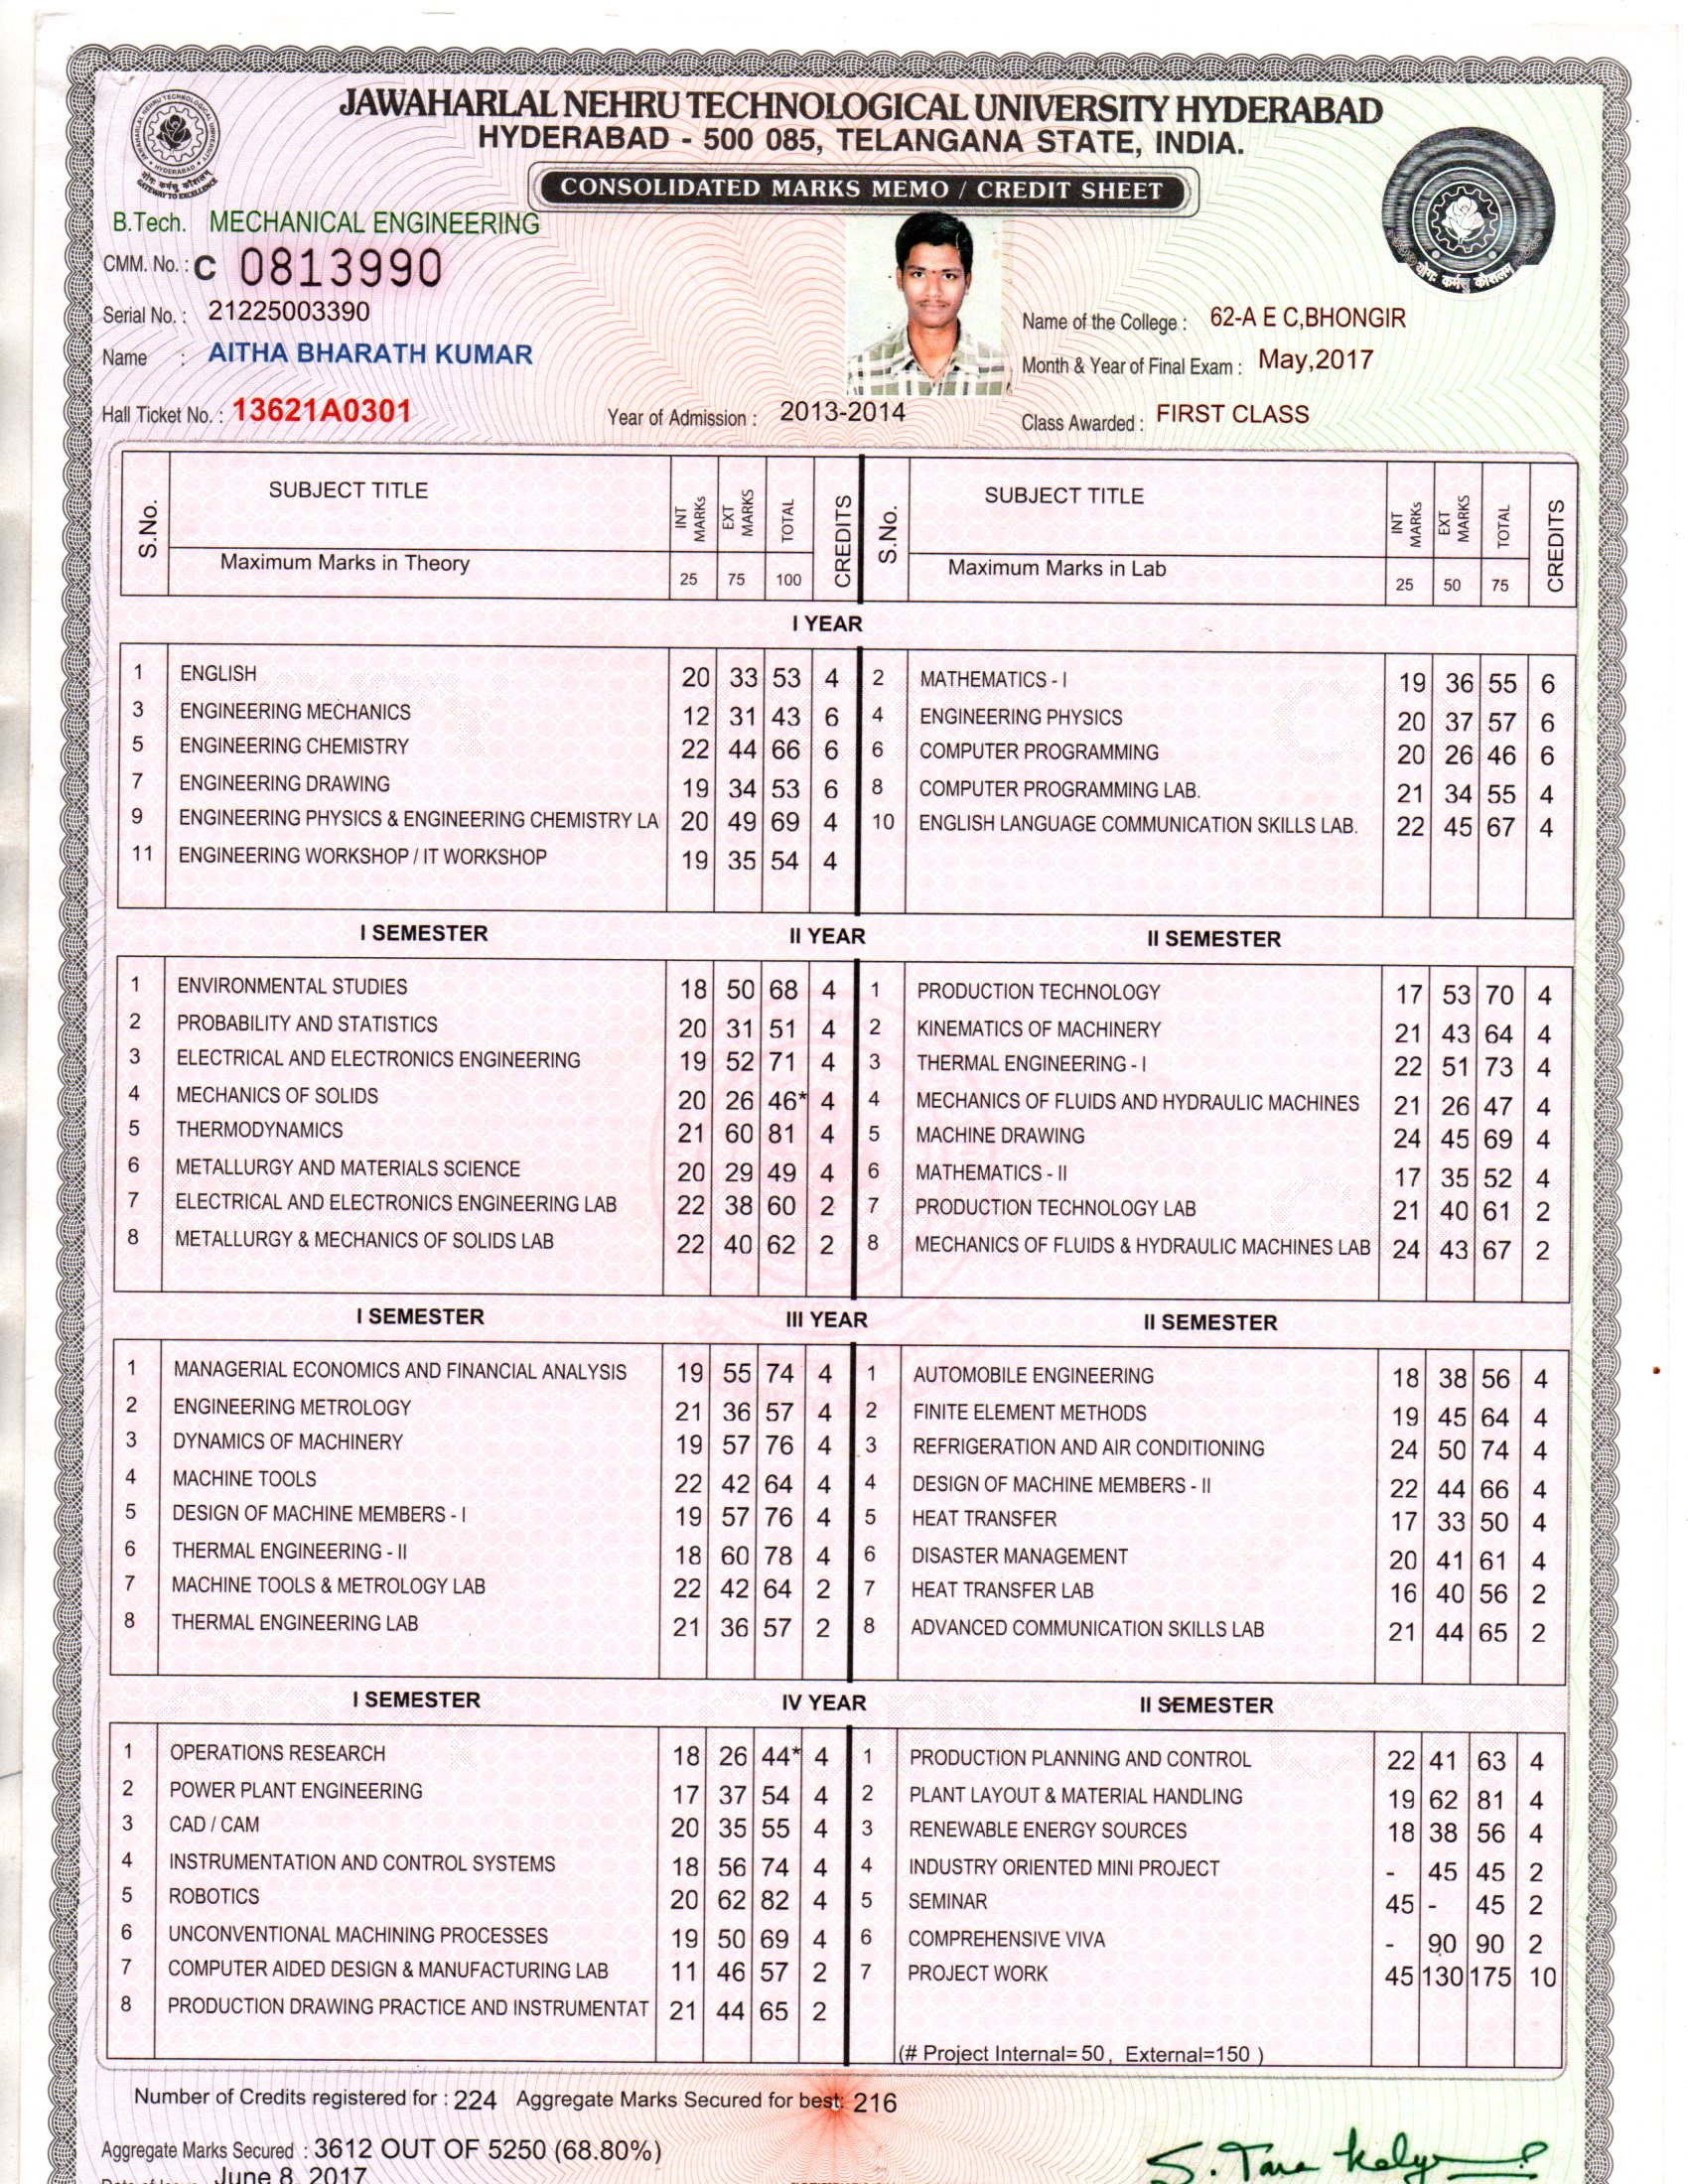 JAWAHARLAL NEHRU TECHNOLOGICAL UNIVERSITY HYDERABAD
HYDERABAD - 500 085, TELANGANA STATE, INDIA.
CONSOLIDATED MARKS MEMO / CREDIT SHEET
B.Tech. MECHANICAL ENGINEERING
CMM. No. : C 0813990
Serial No. : 21225003390
Name : AITHA BHARATH KUMAR
Hall Ticket No. : 13621A0301
Year of Admission : 2013-2014
Name of the College : 62-A E C,BHONGIR
Month & Year of Final Exam : May,2017
Class Awarded : FIRST CLASS
S.No. SUBJECT TITLE INT MARKS EXT MARKS TOTAL CREDITS S.No. SUBJECT TITLE INT MARKS EXT MARKS TOTAL CREDITS
Maximum Marks in Theory 25 75 100 Maximum Marks in Lab 25 50 75
I YEAR
1 ENGLISH 20 33 53 4 2 MATHEMATICS - I 19 36 55 6
3 ENGINEERING MECHANICS 12 31 43 6 4 ENGINEERING PHYSICS 20 37 57 6
5 ENGINEERING CHEMISTRY 22 44 66 6 6 COMPUTER PROGRAMMING 20 26 46 6
7 ENGINEERING DRAWING 19 34 53 6 8 COMPUTER PROGRAMMING LAB. 21 34 55 4
9 ENGINEERING PHYSICS & ENGINEERING CHEMISTRY LA 20 49 69 4 10 ENGLISH LANGUAGE COMMUNICATION SKILLS LAB. 22 45 67 4
11 ENGINEERING WORKSHOP / IT WORKSHOP 19 35 54 4
I SEMESTER II YEAR II SEMESTER
1 ENVIRONMENTAL STUDIES 18 50 68 4 1 PRODUCTION TECHNOLOGY 17 53 70 4
2 PROBABILITY AND STATISTICS 20 31 51 4 2 KINEMATICS OF MACHINERY 21 43 64 4
3 ELECTRICAL AND ELECTRONICS ENGINEERING 19 52 71 4 3 THERMAL ENGINEERING - I 22 51 73 4
4 MECHANICS OF SOLIDS 20 26 46* 4 4 MECHANICS OF FLUIDS AND HYDRAULIC MACHINES 21 26 47 4
5 THERMODYNAMICS 21 60 81 4 5 MACHINE DRAWING 24 45 69 4
6 METALLURGY AND MATERIALS SCIENCE 20 29 49 4 6 MATHEMATICS - II 17 35 52 4
7 ELECTRICAL AND ELECTRONICS ENGINEERING LAB 22 38 60 2 7 PRODUCTION TECHNOLOGY LAB 21 40 61 2
8 METALLURGY & MECHANICS OF SOLIDS LAB 22 40 62 2 8 MECHANICS OF FLUIDS & HYDRAULIC MACHINES LAB 24 43 67 2
I SEMESTER III YEAR II SEMESTER
1 MANAGERIAL ECONOMICS AND FINANCIAL ANALYSIS 19 55 74 4 1 AUTOMOBILE ENGINEERING 18 38 56 4
2 ENGINEERING METROLOGY 21 36 57 4 2 FINITE ELEMENT METHODS 19 45 64 4
3 DYNAMICS OF MACHINERY 19 57 76 4 3 REFRIGERATION AND AIR CONDITIONING 24 50 74 4
4 MACHINE TOOLS 22 42 64 4 4 DESIGN OF MACHINE MEMBERS - II 22 44 66 4
5 DESIGN OF MACHINE MEMBERS - I 19 57 76 4 5 HEAT TRANSFER 17 33 50 4
6 THERMAL ENGINEERING - II 18 60 78 4 6 DISASTER MANAGEMENT 20 41 61 4
7 MACHINE TOOLS & METROLOGY LAB 22 42 64 2 7 HEAT TRANSFER LAB 16 40 56 2
8 THERMAL ENGINEERING LAB 21 36 57 2 8 ADVANCED COMMUNICATION SKILLS LAB 21 44 65 2
I SEMESTER IV YEAR II SEMESTER
1 OPERATIONS RESEARCH 18 26 44* 4 1 PRODUCTION PLANNING AND CONTROL 22 41 63 4
2 POWER PLANT ENGINEERING 17 37 54 4 2 PLANT LAYOUT & MATERIAL HANDLING 19 62 81 4
3 CAD / CAM 20 35 55 4 3 RENEWABLE ENERGY SOURCES 18 38 56 4
4 INSTRUMENTATION AND CONTROL SYSTEMS 18 56 74 4 4 INDUSTRY ORIENTED MINI PROJECT - 45 45 2
5 ROBOTICS 20 62 82 4 5 SEMINAR 45 - 45 2
6 UNCONVENTIONAL MACHINING PROCESSES 19 50 69 4 6 COMPREHENSIVE VIVA - 90 90 2
7 COMPUTER AIDED DESIGN & MANUFACTURING LAB 11 46 57 2 7 PROJECT WORK 45 130 175 10
8 PRODUCTION DRAWING PRACTICE AND INSTRUMENTAT 21 44 65 2
(# Project Internal= 50, External=150 )
Number of Credits registered for : 224 Aggregate Marks Secured for best: 216
Aggregate Marks Secured : 3612 OUT OF 5250 (68.80%)
June 8, 2017